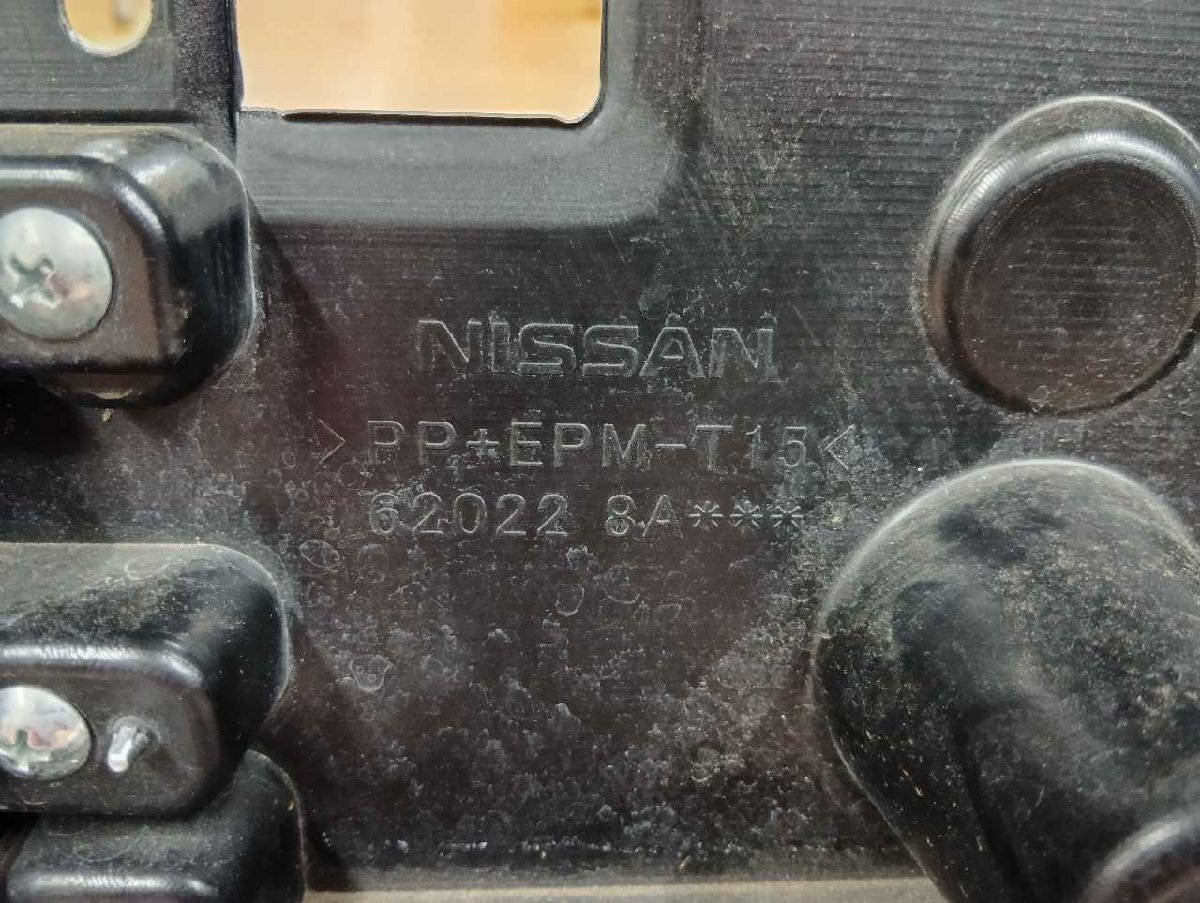 NISSAN
>PP+EPM-T15<
62022 8A***